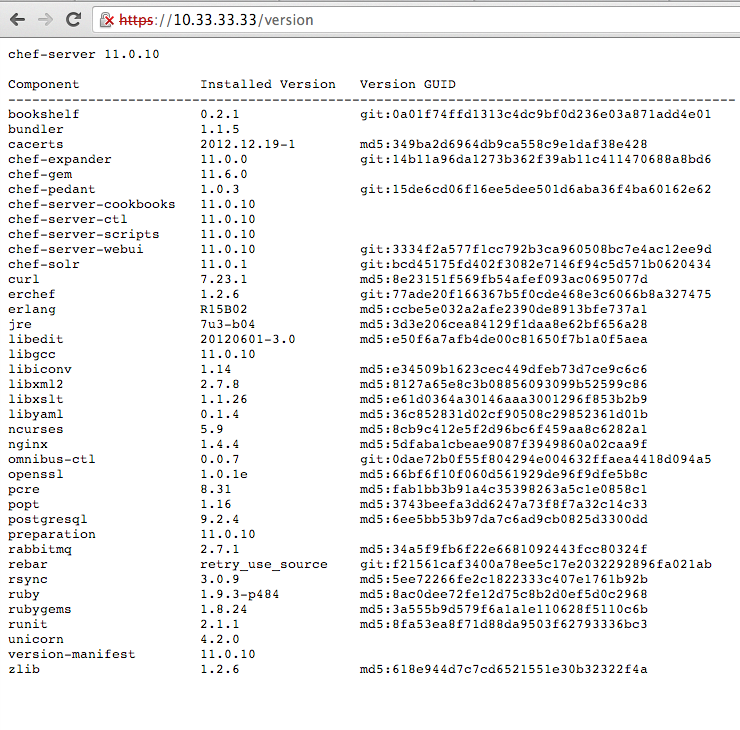 https://10.33.33.33/version
chef-server 11.0.10
Component Installed Version Version GUID
--------------------------------------------------------------------------------------------
bookshelf 0.2.1 git:0a01f74ffd1313c4dc9bf0d236e03a871add4e01
bundler 1.1.5
cacerts 2012.12.19-1 md5:349ba2d6964db9ca558c9e1daf38e428
chef-expander 11.0.0 git:14b11a96da1273b362f39ab11c411470688a8bd6
chef-gem 11.6.0
chef-pedant 1.0.3 git:15de6cd06f16ee5dee501d6aba36f4ba60162e62
chef-server-cookbooks 11.0.10
chef-server-ctl 11.0.10
chef-server-scripts 11.0.10
chef-server-webui 11.0.10 git:3334f2a577f1cc792b3ca960508bc7e4ac12ee9d
chef-solr 11.0.1 git:bcd45175fd402f3082e7146f94c5d571b0620434
curl 7.23.1 md5:8e23151f569fb54afef093ac0695077d
erchef 1.2.6 git:77ade20f166367b5f0cde468e3c6066b8a327475
erlang R15B02 md5:ccbe5e032a2afe2390de8913bfe737a1
jre 7u3-b04 md5:3d3e206cea84129f1daa8e62bf656a28
libedit 20120601-3.0 md5:e50f6a7afb4de00c81650f7b1a0f5aea
libgcc 11.0.10
libiconv 1.14 md5:e34509b1623cec449dfeb73d7ce9c6c6
libxml2 2.7.8 md5:8127a65e8c3b08856093099b52599c86
libxslt 1.1.26 md5:e61d0364a30146aaa3001296f853b2b9
libyaml 0.1.4 md5:36c852831d02cf90508c29852361d01b
ncurses 5.9 md5:8cb9c412e5f2d96bc6f459aa8c6282a1
nginx 1.4.4 md5:5dfaba1cbeae9087f3949860a02caa9f
omnibus-ctl 0.0.7 git:0dae72b0f55f804294e004632ffaea4418d094a5
openssl 1.0.1e md5:66bf6f10f060d561929de96f9dfe5b8c
pcre 8.31 md5:fab1bb3b91a4c35398263a5c1e0858c1
popt 1.16 md5:3743beefa3dd6247a73f8f7a32c14c33
postgresql 9.2.4 md5:6ee5bb53b97da7c6ad9cb0825d3300dd
preparation 11.0.10
rabbitmq 2.7.1 md5:34a5f9fb6f22e6681092443fcc80324f
rebar retry_use_source git:f21561caf3400a78ee5c17e2032292896fa021ab
rsync 3.0.9 md5:5ee72266fe2c1822333c407e1761b92b
ruby 1.9.3-p484 md5:8ac0dee72fe12d75c8b2d0ef5d0c2968
rubygems 1.8.24 md5:3a555b9d579f6a1a1e110628f5110c6b
runit 2.1.1 md5:8fa53ea8f71d88da9503f62793336bc3
unicorn 4.2.0
version-manifest 11.0.10
zlib 1.2.6 md5:618e944d7c7cd6521551e30b32322f4a